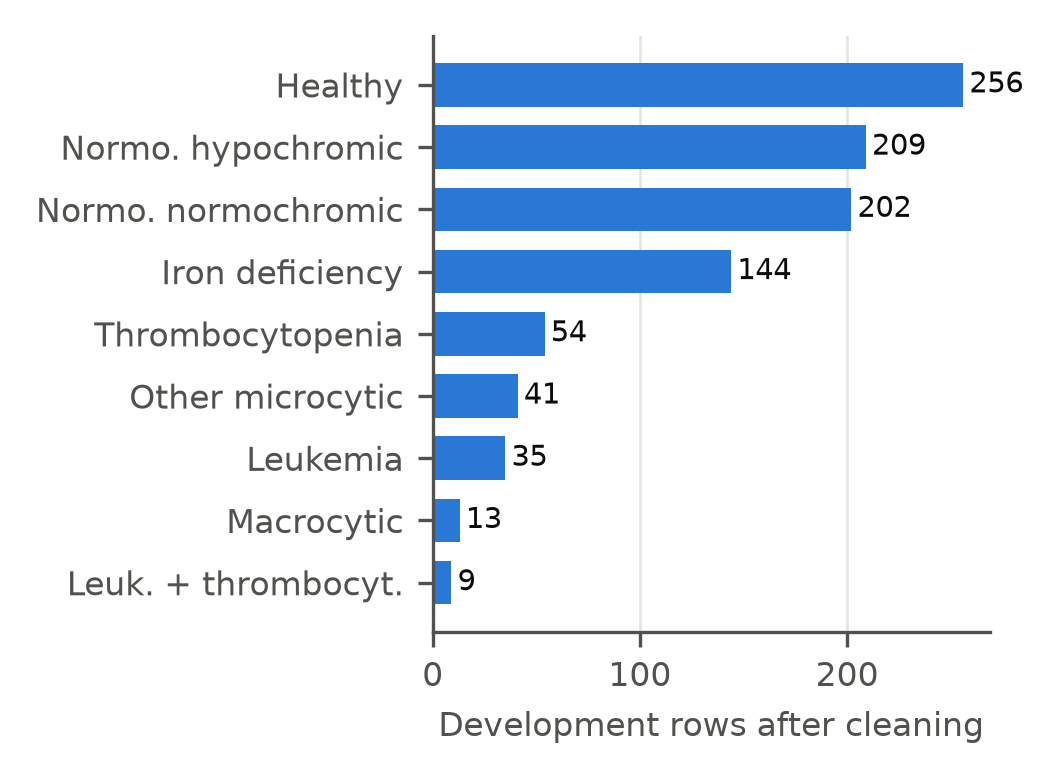 Healthy 256
Normo. hypochromic 209
Normo. normochromic 202
Iron deficiency 144
Thrombocytopenia 54
Other microcytic 41
Leukemia 35
Macrocytic 13
Leuk. + thrombocyt. 9
0 100 200
Development rows after cleaning